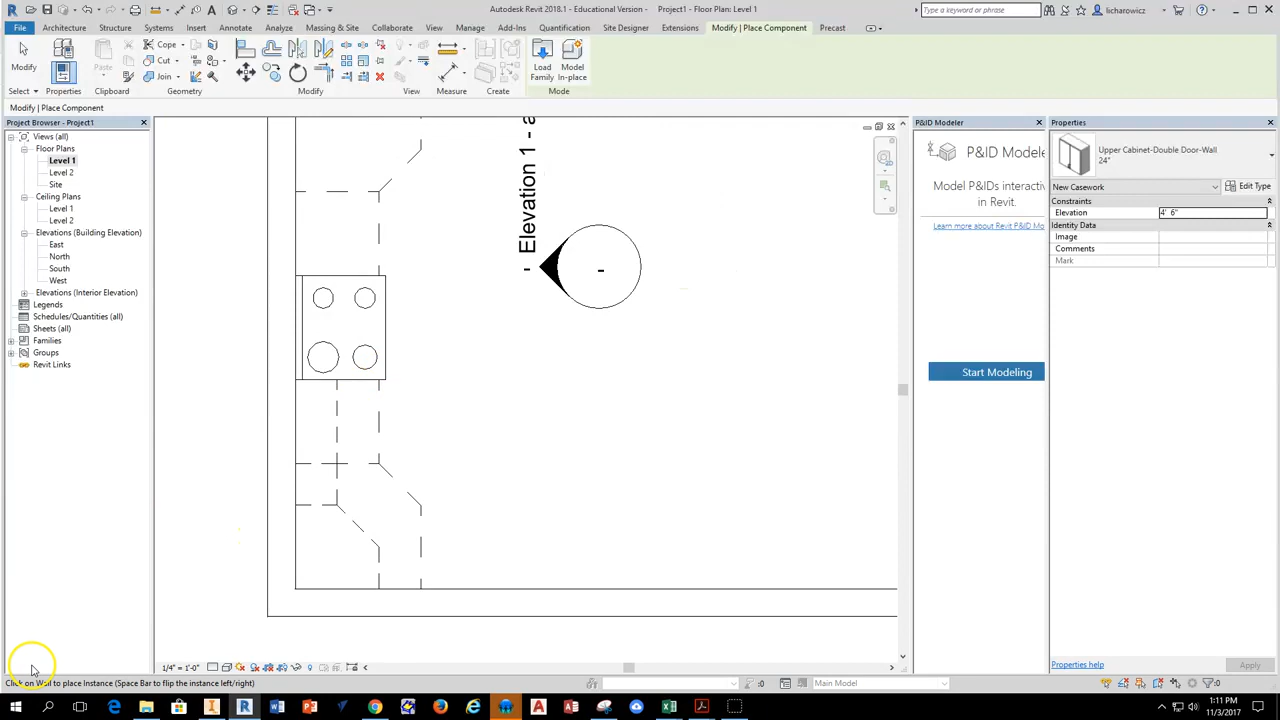 Autodesk Revit 2018.1 - Educational Version - Project1 - Floor Plan: Level 1
Type a keyword or phrase
licharowicz
File Architecture Structure Systems Insert Annotate Analyze Massing & Site Collaborate View Manage Add-Ins Quantification Site Designer Extensions Modify | Place Component Precast
Cope
Cut
Join
Modify Properties Paste
Load Family
Model In-place
Select Properties Clipboard Geometry Modify View Measure Create Mode
Modify | Place Component
Project Browser - Project1
Views (all)
Floor Plans
Level 1
Level 2
Site
Ceiling Plans
Level 1
Level 2
Elevations (Building Elevation)
East
North
South
West
Elevations (Interior Elevation)
Legends
Schedules/Quantities (all)
Sheets (all)
Families
Groups
Revit Links
- Elevation 1 - a
-
P&ID Modeler
P&ID Modele
Model P&IDs interactiv
in Revit.
Learn more about Revit P&ID Mo
Start Modeling
Properties
Upper Cabinet-Double Door-Wall
24"
New Casework
Edit Type
Constraints
Elevation 4' 6"
Identity Data
Image
Comments
Mark
Properties help
Apply
1/4" = 1'-0"
Click on Wall to place Instance (Space Bar to flip the instance left/right)
:0
Main Model
:0
1:11 PM
11/3/2017